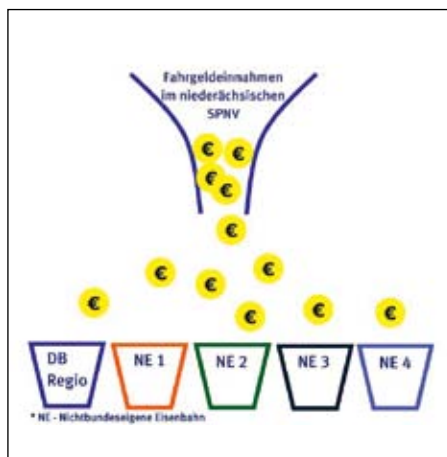 Fahrgeldeinnahmen
im niederächsischen
SPNV
€ €
€ €
€
€ € €
€ € € €
DB
Regio
NE 1
NE 2
NE 3
NE 4
* NE - Nichtbundeseigene Eisenbahn